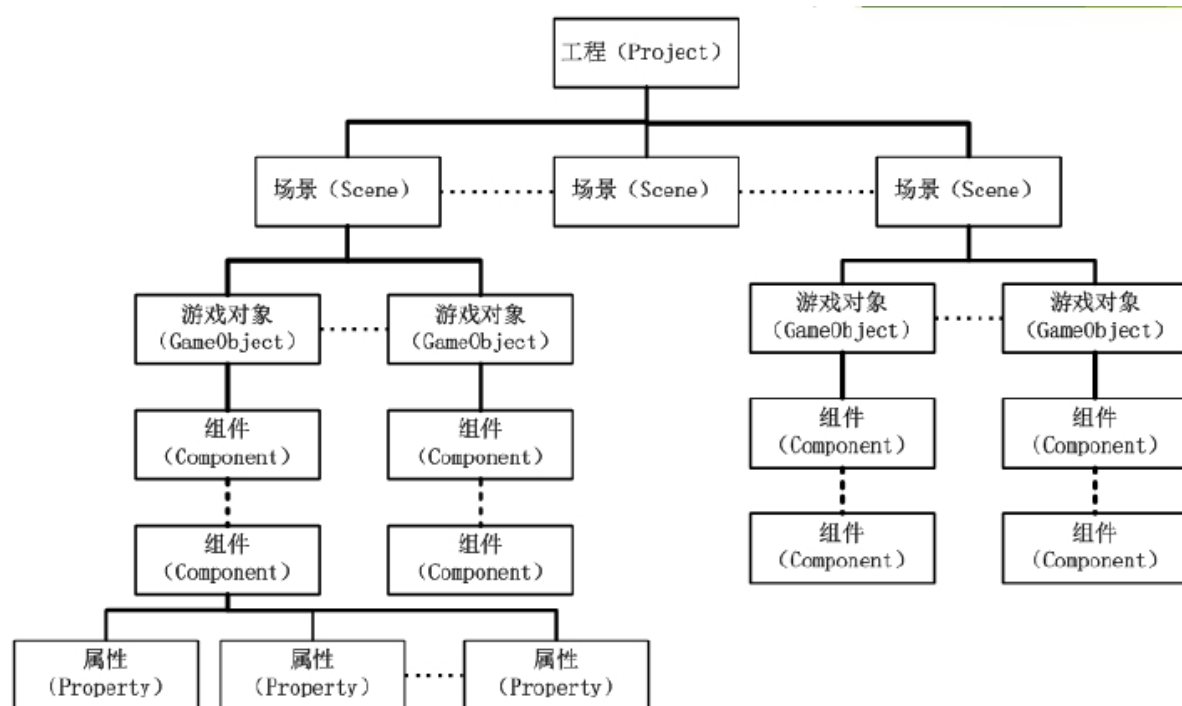 工程（Project）
场景（Scene）
场景（Scene）
场景（Scene）
游戏对象
（GameObject）
游戏对象
（GameObject）
游戏对象
（GameObject）
游戏对象
（GameObject）
组件
（Component）
组件
（Component）
组件
（Component）
组件
（Component）
组件
（Component）
组件
（Component）
组件
（Component）
组件
（Component）
属性
（Property）
属性
（Property）
属性
（Property）